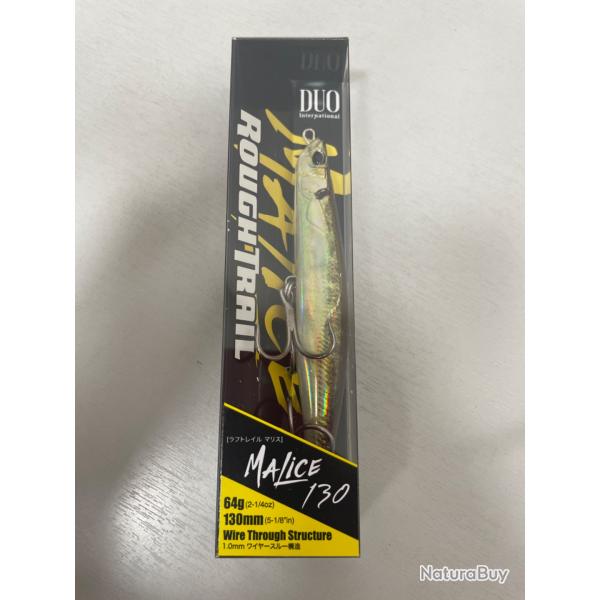 DUO
DUO
International
MALICE
ROUGHTRAIL
[ラフトレイル マリス]
MALICE
130
64g(2-1/4oz)
130mm(5-1/8"in)
Wire Through Structure
1.0mm ワイヤースルー構造
NaturaBuy